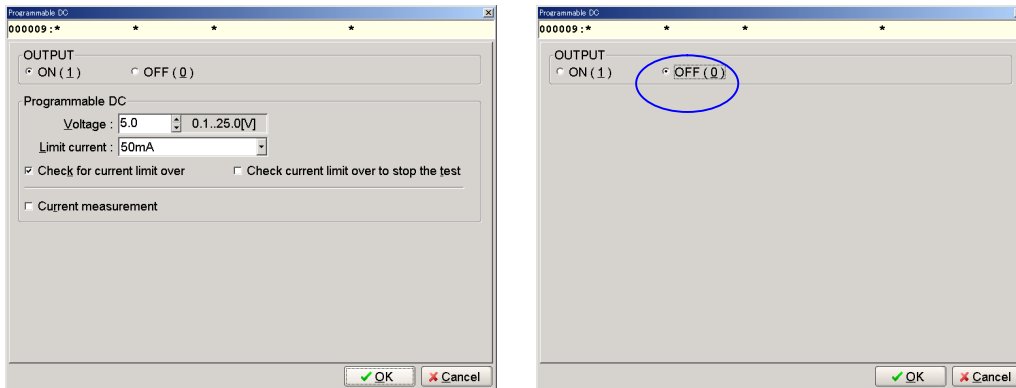 Programmable DC
000009:* * * *
OUTPUT
ON ( 1 ) OFF ( 0 )
Programmable DC
Voltage : 5.0 0.1..25.0[V]
Limit current : 50mA
Check for current limit over Check current limit over to stop the test
Current measurement
OK Cancel
Programmable DC
000009:* * * *
OUTPUT
ON ( 1 ) OFF ( 0 )
OK Cancel